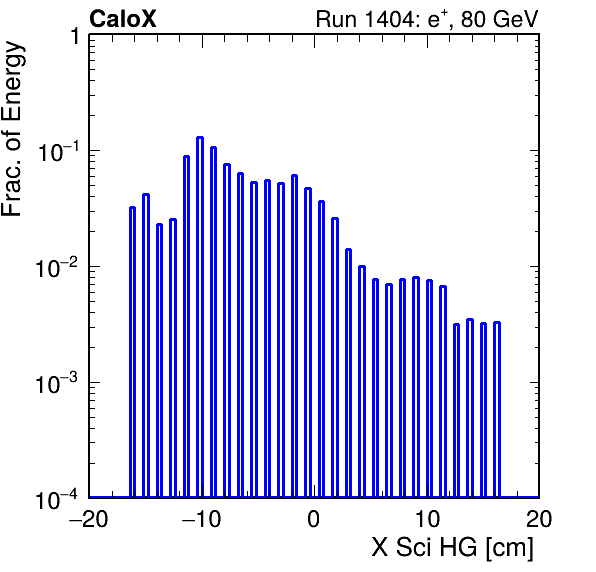 CaloX
Run 1404: e⁺, 80 GeV
Frac. of Energy
1
10⁻¹
10⁻²
10⁻³
10⁻⁴
−20
−10
0
10
20
X Sci HG [cm]